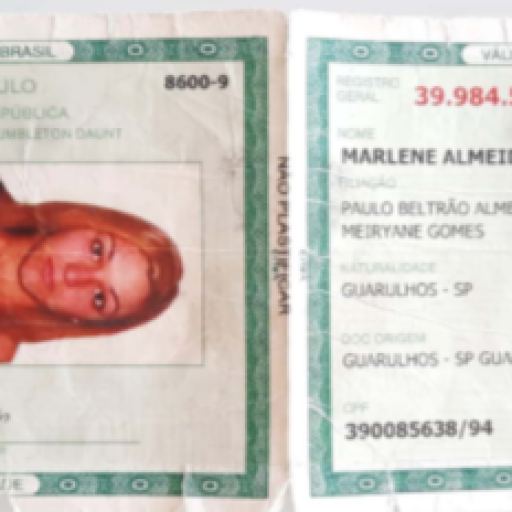 BRASIL
ULO
8600-9
PÚBLICA
UMBLETON DAUNT
NÃO PLASTIFICAR
VÁL
REGISTRO
GERAL
39.984.5
NOME
MARLENE ALMEID
FILIAÇÃO
PAULO BELTRÃO ALME
MEIRYANE GOMES
NATURALIDADE
GUARULHOS - SP
DOC ORIGEM
GUARULHOS - SP GUA
CPF
390085638/94